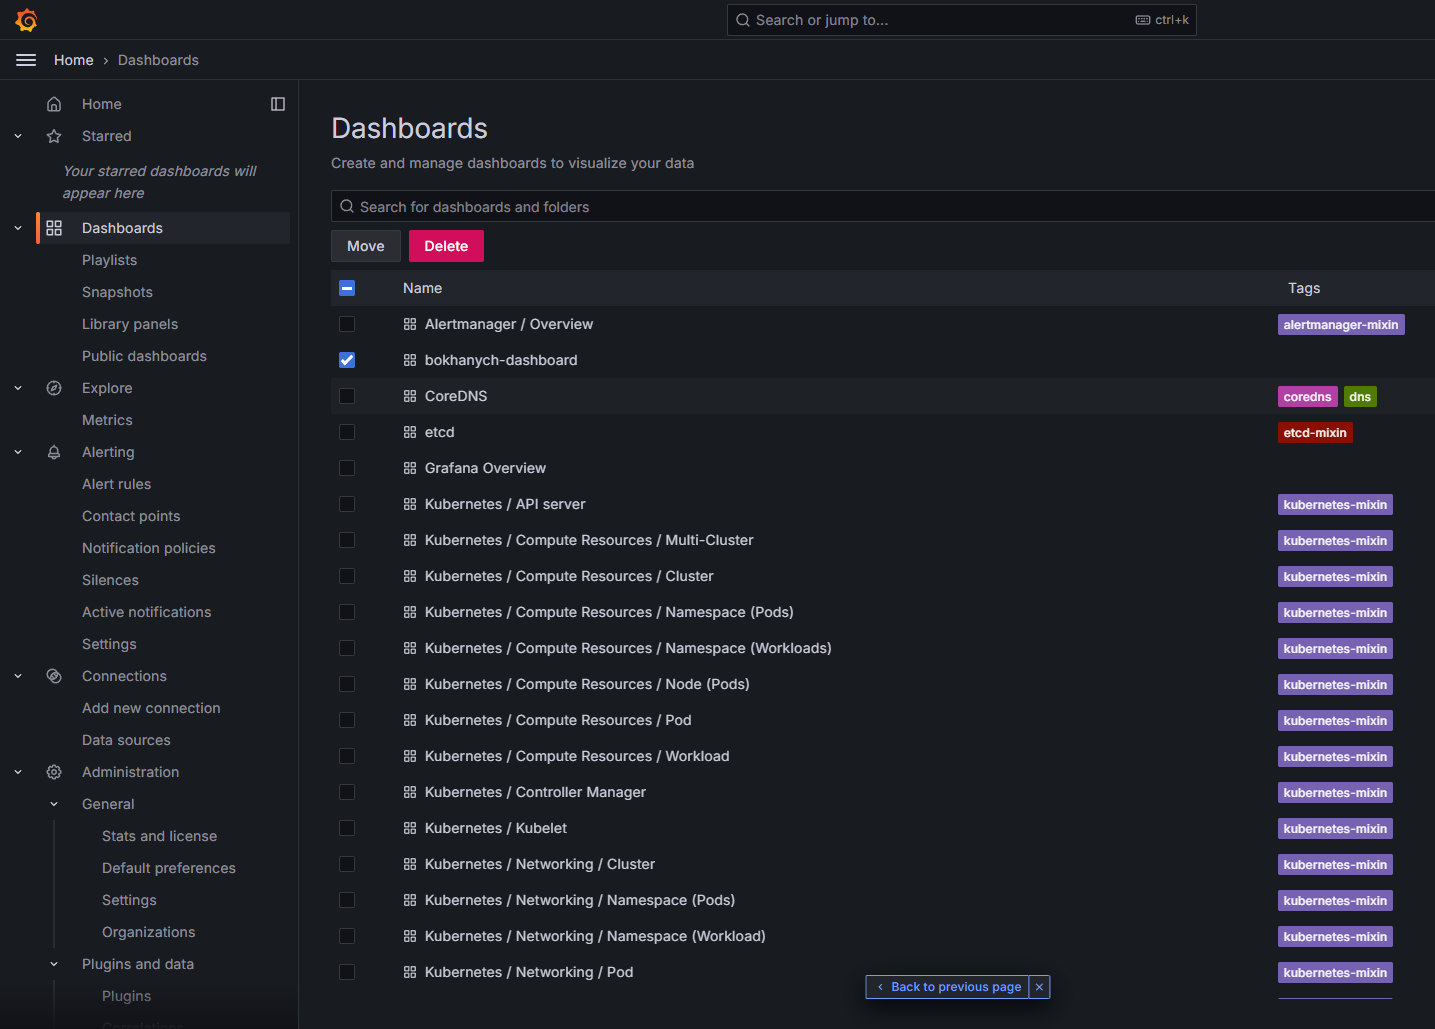 Search or jump to...
ctrl+k
Home › Dashboards
Home
Starred
Your starred dashboards will
appear here
Dashboards
Playlists
Snapshots
Library panels
Public dashboards
Explore
Metrics
Alerting
Alert rules
Contact points
Notification policies
Silences
Active notifications
Settings
Connections
Add new connection
Data sources
Administration
General
Stats and license
Default preferences
Settings
Organizations
Plugins and data
Plugins
Correlations
Dashboards
Create and manage dashboards to visualize your data
Search for dashboards and folders
Move Delete
Name Tags
Alertmanager / Overview alertmanager-mixin
bokhanych-dashboard
CoreDNS coredns dns
etcd etcd-mixin
Grafana Overview
Kubernetes / API server kubernetes-mixin
Kubernetes / Compute Resources / Multi-Cluster kubernetes-mixin
Kubernetes / Compute Resources / Cluster kubernetes-mixin
Kubernetes / Compute Resources / Namespace (Pods) kubernetes-mixin
Kubernetes / Compute Resources / Namespace (Workloads) kubernetes-mixin
Kubernetes / Compute Resources / Node (Pods) kubernetes-mixin
Kubernetes / Compute Resources / Pod kubernetes-mixin
Kubernetes / Compute Resources / Workload kubernetes-mixin
Kubernetes / Controller Manager kubernetes-mixin
Kubernetes / Kubelet kubernetes-mixin
Kubernetes / Networking / Cluster kubernetes-mixin
Kubernetes / Networking / Namespace (Pods) kubernetes-mixin
Kubernetes / Networking / Namespace (Workload) kubernetes-mixin
Kubernetes / Networking / Pod kubernetes-mixin
Back to previous page